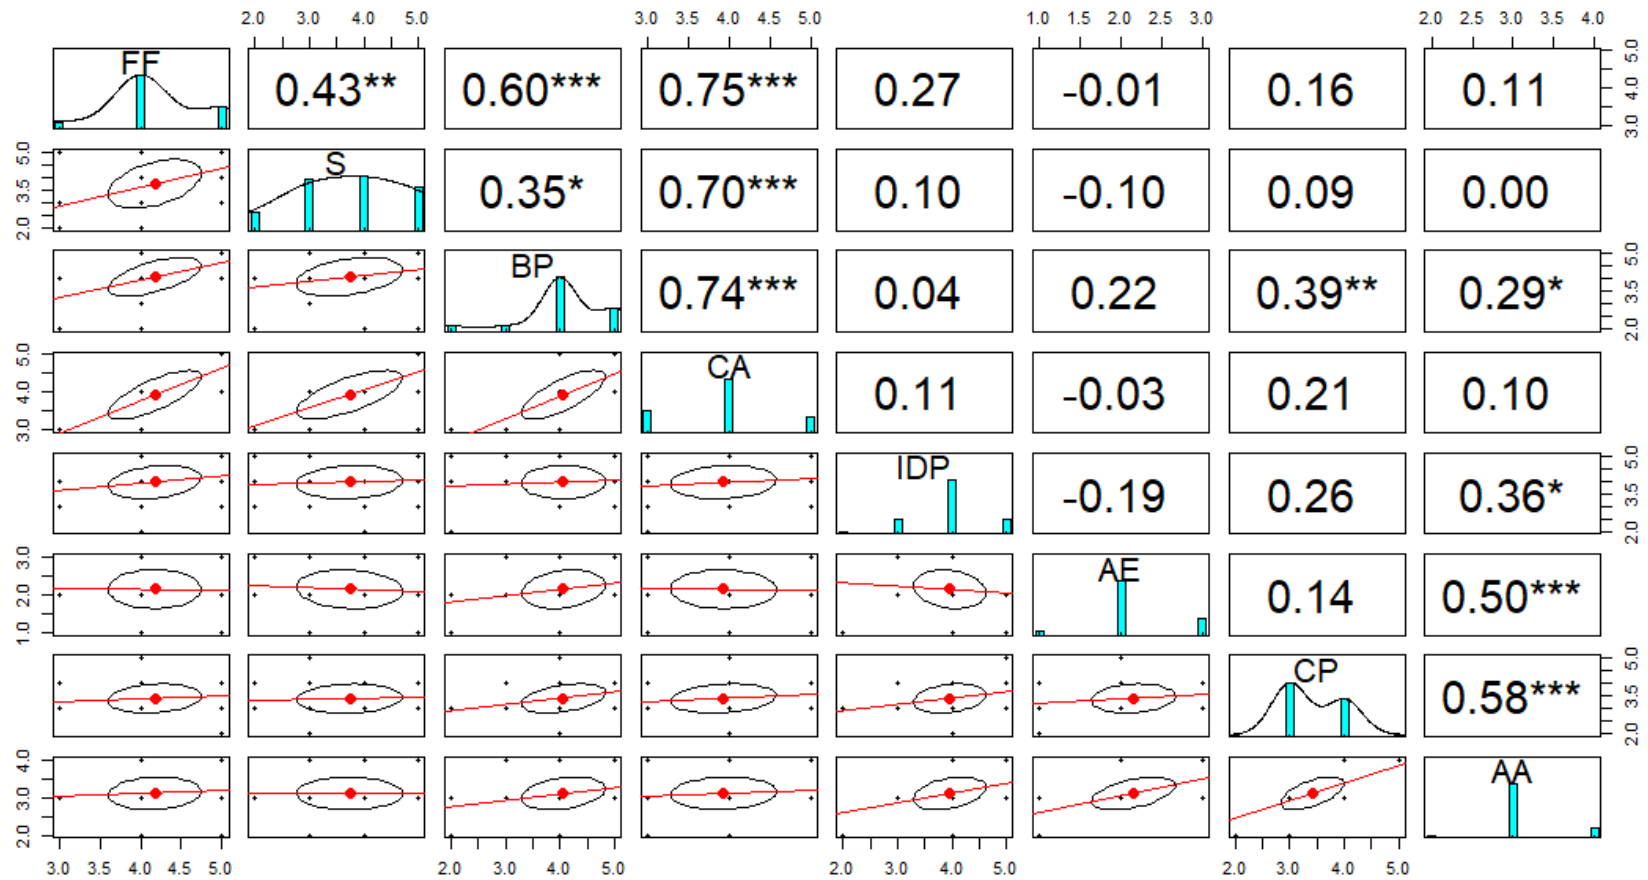 2.0 3.0 4.0 5.0 3.0 3.5 4.0 4.5 5.0 1.0 1.5 2.0 2.5 3.0 2.0 2.5 3.0 3.5 4.0
FF 0.43** 0.60*** 0.75*** 0.27 -0.01 0.16 0.11 3.0 4.0 5.0
2.0 3.5 5.0 S 0.35* 0.70*** 0.10 -0.10 0.09 0.00
BP 0.74*** 0.04 0.22 0.39** 0.29* 2.0 3.5 5.0
3.0 4.0 5.0 CA 0.11 -0.03 0.21 0.10
IDP -0.19 0.26 0.36* 2.0 3.5 5.0
1.0 2.0 3.0 AE 0.14 0.50***
CP 0.58*** 2.0 3.5 5.0
2.0 3.0 4.0 AA
3.0 3.5 4.0 4.5 5.0 2.0 3.0 4.0 5.0 2.0 3.0 4.0 5.0 2.0 3.0 4.0 5.0